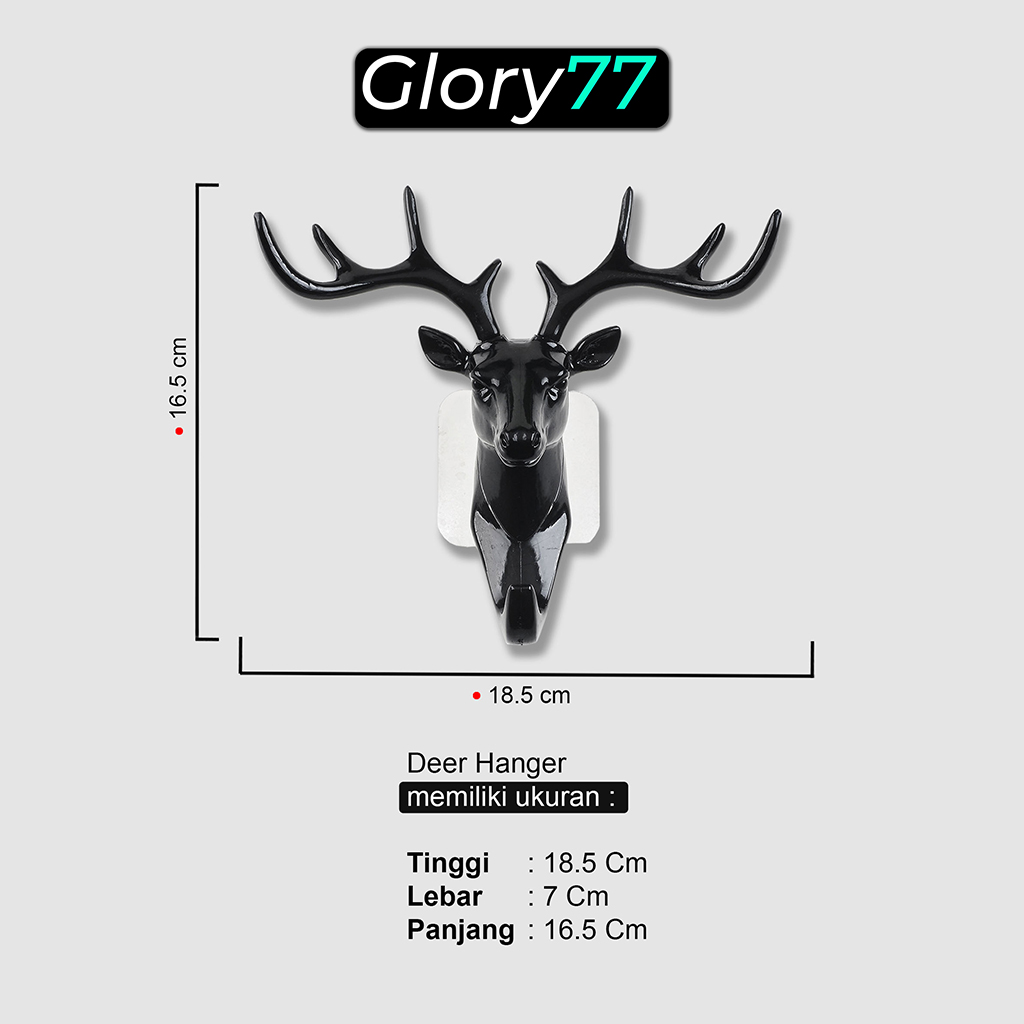 Glory77
16.5 cm
18.5 cm
Deer Hanger
memiliki ukuran :
Tinggi : 18.5 Cm
Lebar : 7 Cm
Panjang : 16.5 Cm